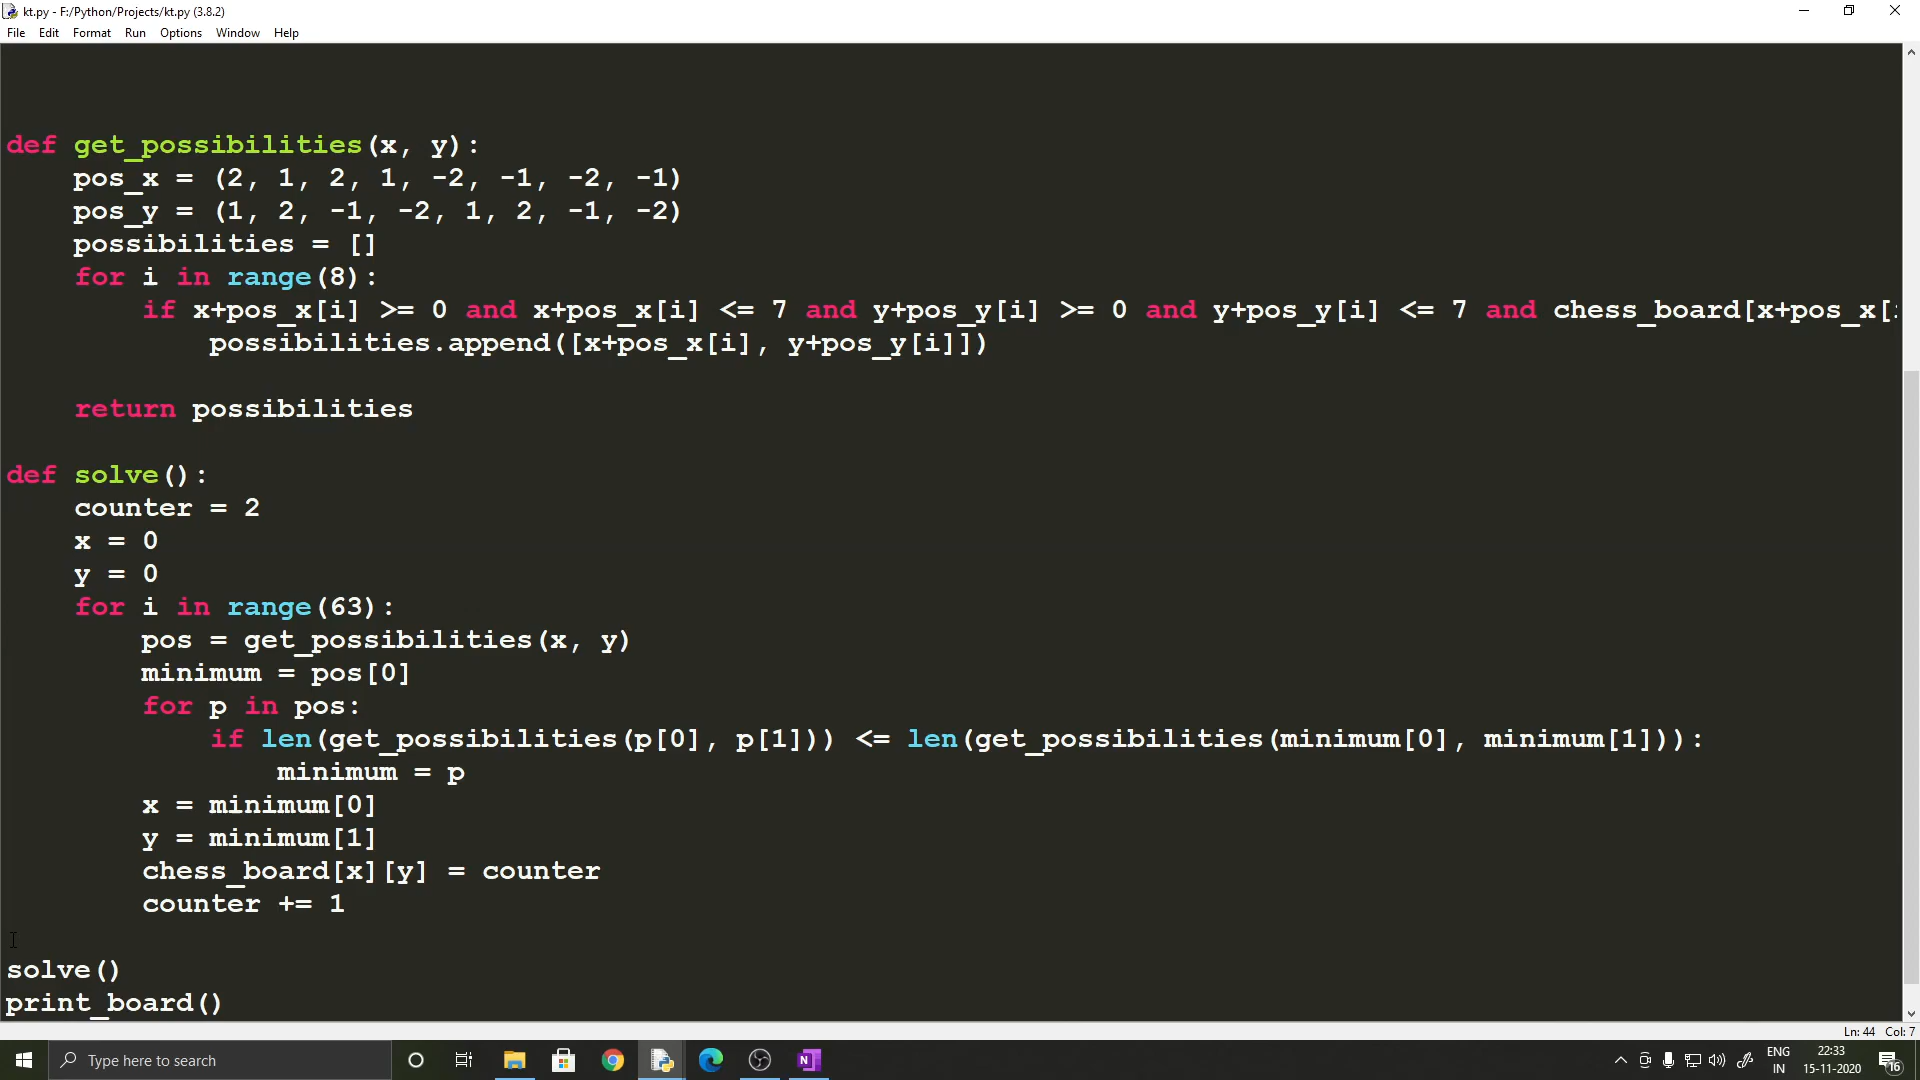 kt.py - F:/Python/Projects/kt.py (3.8.2)
File Edit Format Run Options Window Help
def get_possibilities(x, y):
    pos_x = (2, 1, 2, 1, -2, -1, -2, -1)
    pos_y = (1, 2, -1, -2, 1, 2, -1, -2)
    possibilities = []
    for i in range(8):
        if x+pos_x[i] >= 0 and x+pos_x[i] <= 7 and y+pos_y[i] >= 0 and y+pos_y[i] <= 7 and chess_board[x+pos_x[i
            possibilities.append([x+pos_x[i], y+pos_y[i]])
    return possibilities
def solve():
    counter = 2
    x = 0
    y = 0
    for i in range(63):
        pos = get_possibilities(x, y)
        minimum = pos[0]
        for p in pos:
            if len(get_possibilities(p[0], p[1])) <= len(get_possibilities(minimum[0], minimum[1])):
                minimum = p
        x = minimum[0]
        y = minimum[1]
        chess_board[x][y] = counter
        counter += 1
solve()
print_board()
Ln: 44 Col: 7
Type here to search
ENG
IN
22:33
15-11-2020
16